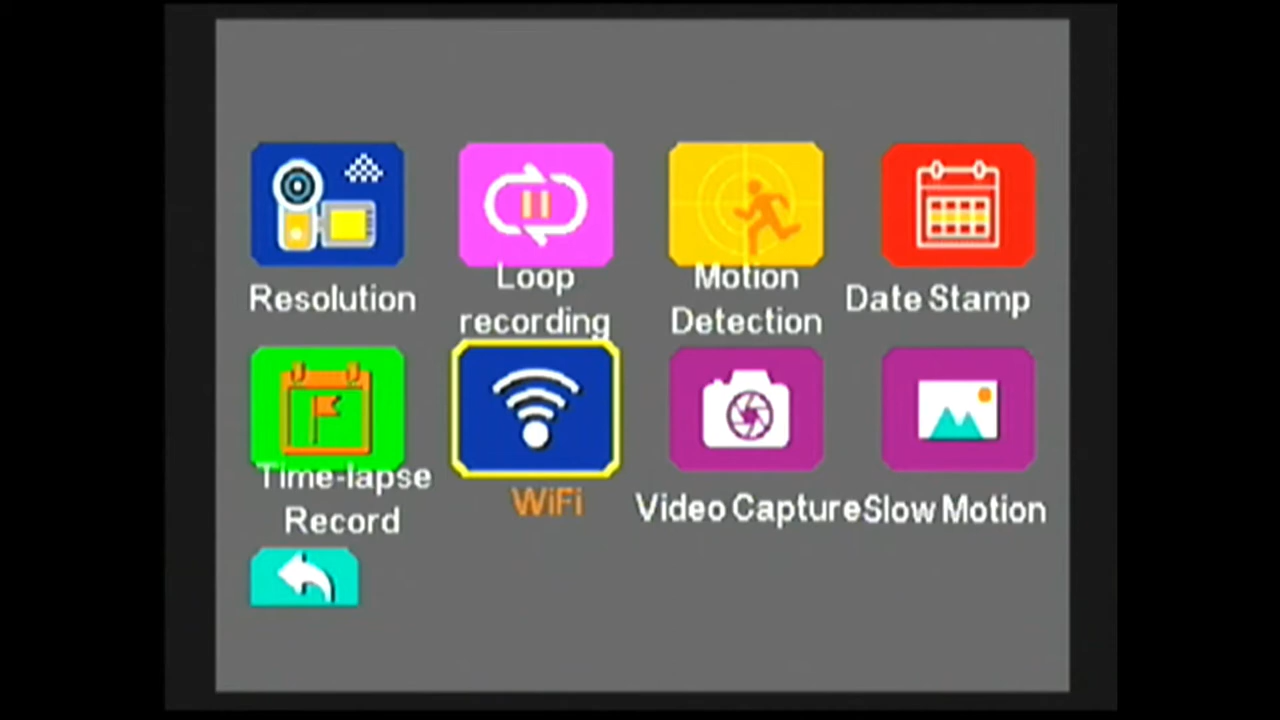 Resolution
Loop
recording
Motion
Detection
Date Stamp
Time-lapse
Record
WiFi
Video Capture
Slow Motion